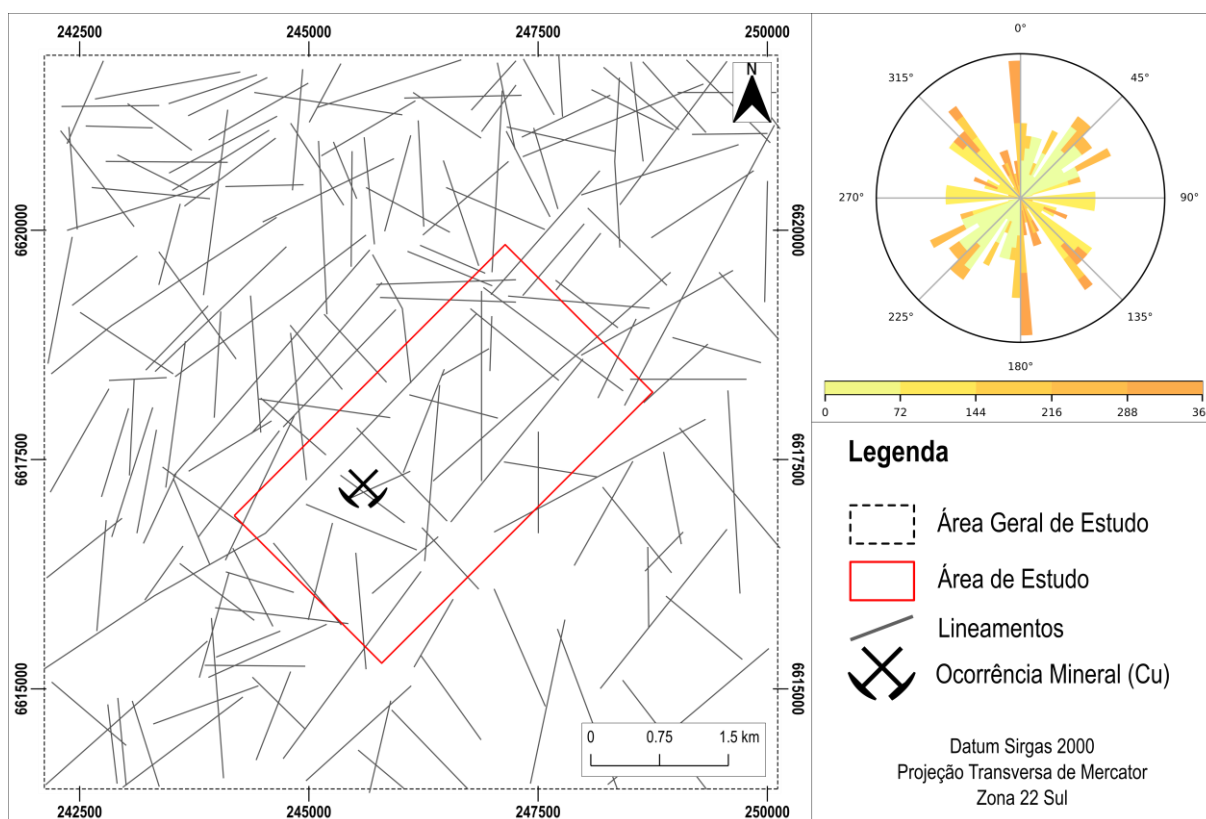 242500 245000 247500 250000
N
6620000 6620000
6617500 6617500
6615000 6615000
0 0.75 1.5 km
242500 245000 247500 250000
0°
315° 45°
270° 90°
225° 135°
180°
0 72 144 216 288 36
Legenda
Área Geral de Estudo
Área de Estudo
Lineamentos
Ocorrência Mineral (Cu)
Datum Sirgas 2000
Projeção Transversa de Mercator
Zona 22 Sul